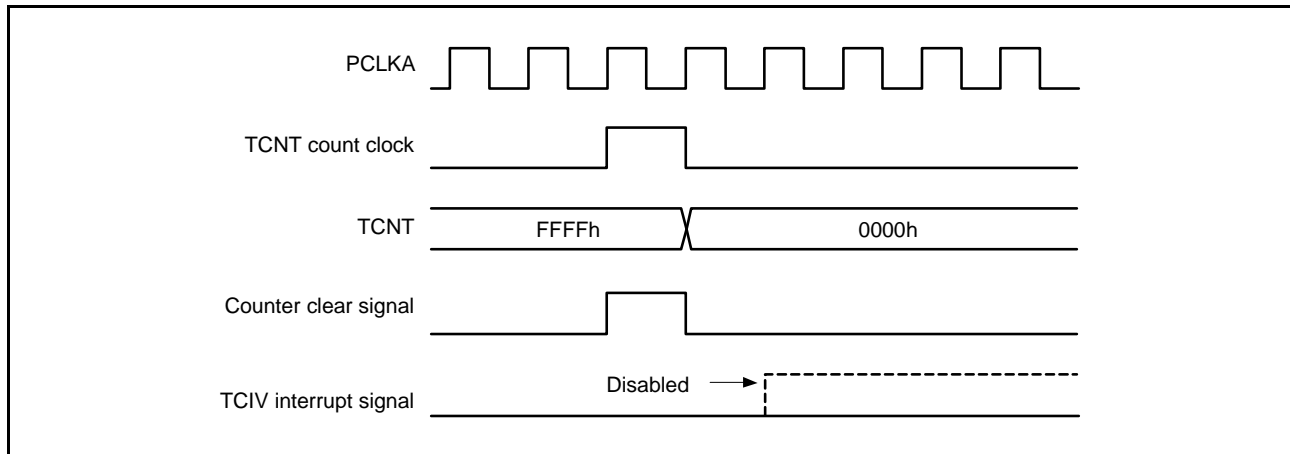 PCLKA
TCNT count clock
TCNT
FFFFh
0000h
Counter clear signal
Disabled
TCIV interrupt signal